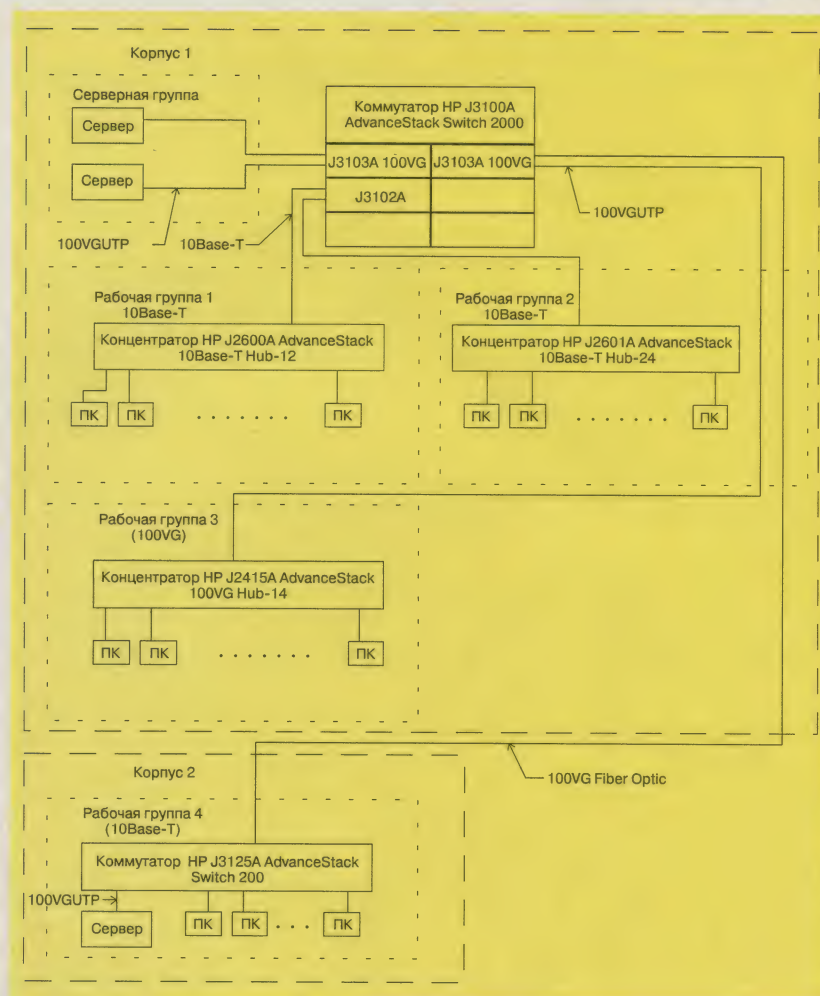 Корпус 1
Серверная группа
Сервер
Сервер
Коммутатор HP J3100A
AdvanceStack Switch 2000
J3103A 100VG
J3103A 100VG
J3102A
100VGUTP
10Base-T
100VGUTP
Рабочая группа 1
10Base-T
Концентратор HP J2600A AdvanceStack
10Base-T Hub-12
ПК
ПК
. . . . . . .
ПК
Рабочая группа 2
10Base-T
Концентратор HP J2601A AdvanceStack
10Base-T Hub-24
ПК
ПК
. . . . . . .
ПК
Рабочая группа 3
(100VG)
Концентратор HP J2415A AdvanceStack
100VG Hub-14
ПК
ПК
. . . . . . .
ПК
100VG Fiber Optic
Корпус 2
Рабочая группа 4
(10Base-T)
Коммутатор HP J3125A AdvanceStack
Switch 200
100VGUTP
Сервер
ПК
ПК
. . .
ПК